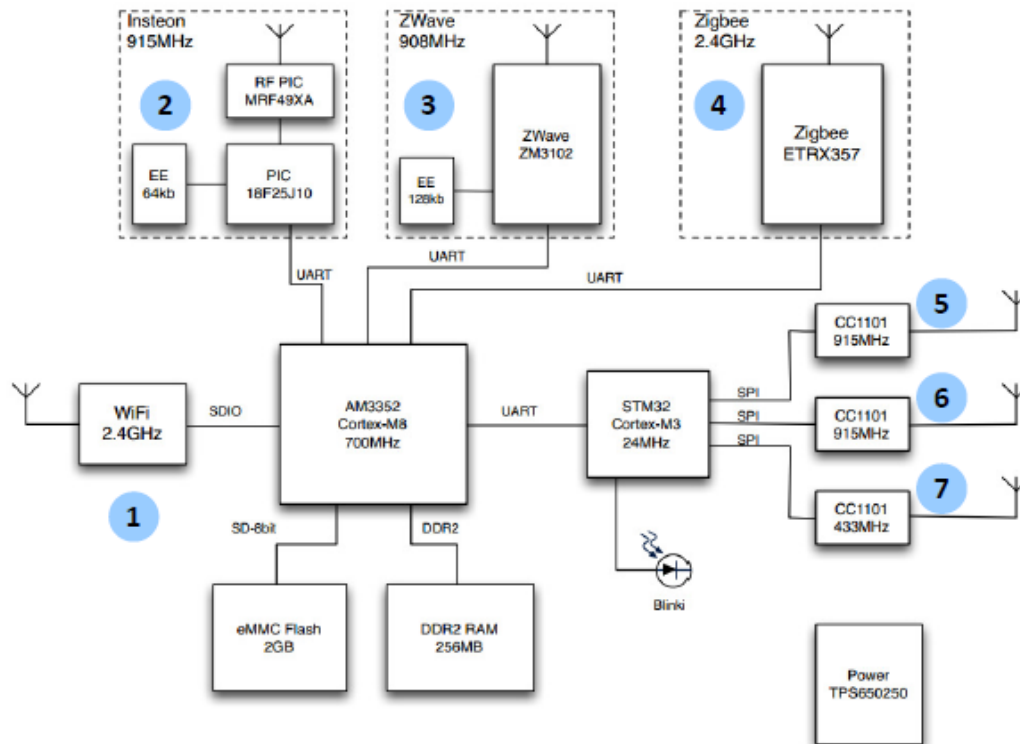 Insteon
915MHz
2
RF PIC
MRF49XA
EE
64kb
PIC
18F25J10
ZWave
908MHz
3
ZWave
ZM3102
EE
128kb
Zigbee
2.4GHz
4
Zigbee
ETRX357
UART
UART
UART
WiFi
2.4GHz
1
SDIO
AM3352
Cortex-M8
700MHz
UART
STM32
Cortex-M3
24MHz
SPI
SPI
SPI
CC1101
915MHz
5
CC1101
915MHz
6
CC1101
433MHz
7
SD-8bit
DDR2
eMMC Flash
2GB
DDR2 RAM
256MB
Blinki
Power
TPS650250